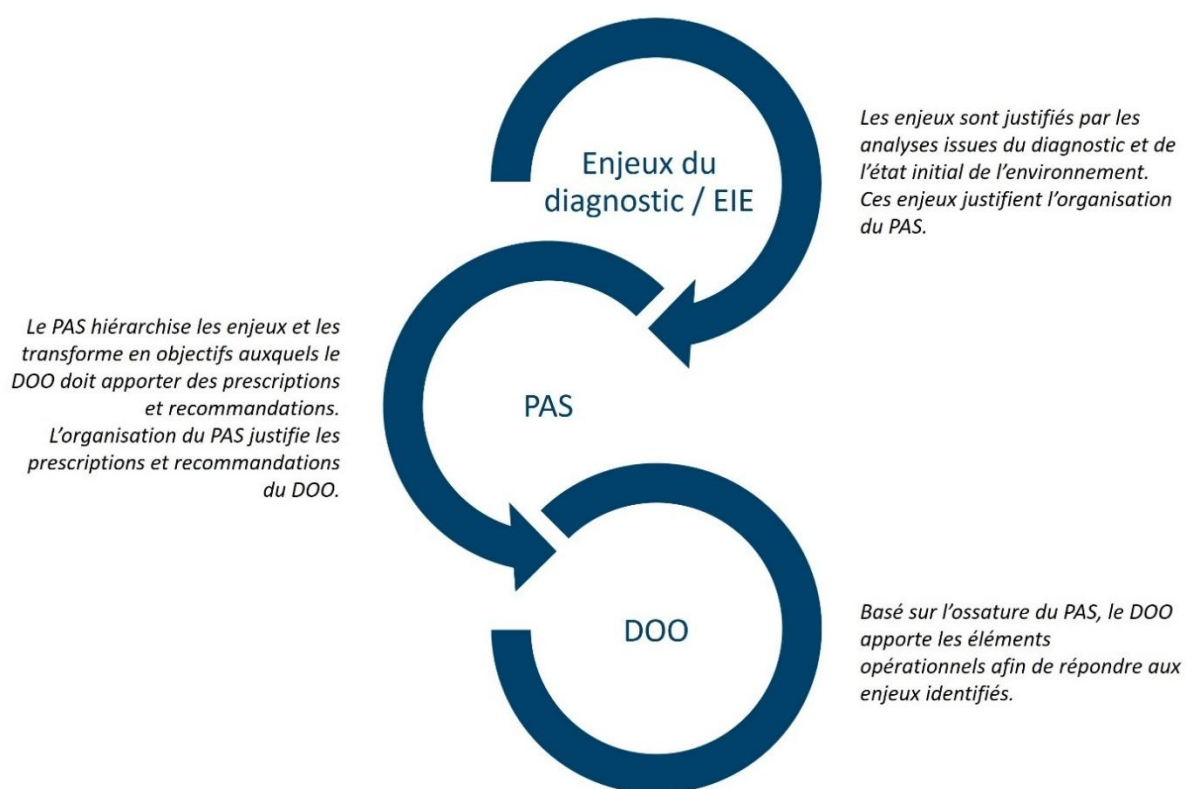 Enjeux du
diagnostic / EIE
Les enjeux sont justifiés par les
analyses issues du diagnostic et de
l’état initial de l’environnement.
Ces enjeux justifient l’organisation
du PAS.
Le PAS hiérarchise les enjeux et les
transforme en objectifs auxquels le
DOO doit apporter des prescriptions
et recommandations.
L’organisation du PAS justifie les
prescriptions et recommandations
du DOO.
PAS
DOO
Basé sur l’ossature du PAS, le DOO
apporte les éléments
opérationnels afin de répondre aux
enjeux identifiés.